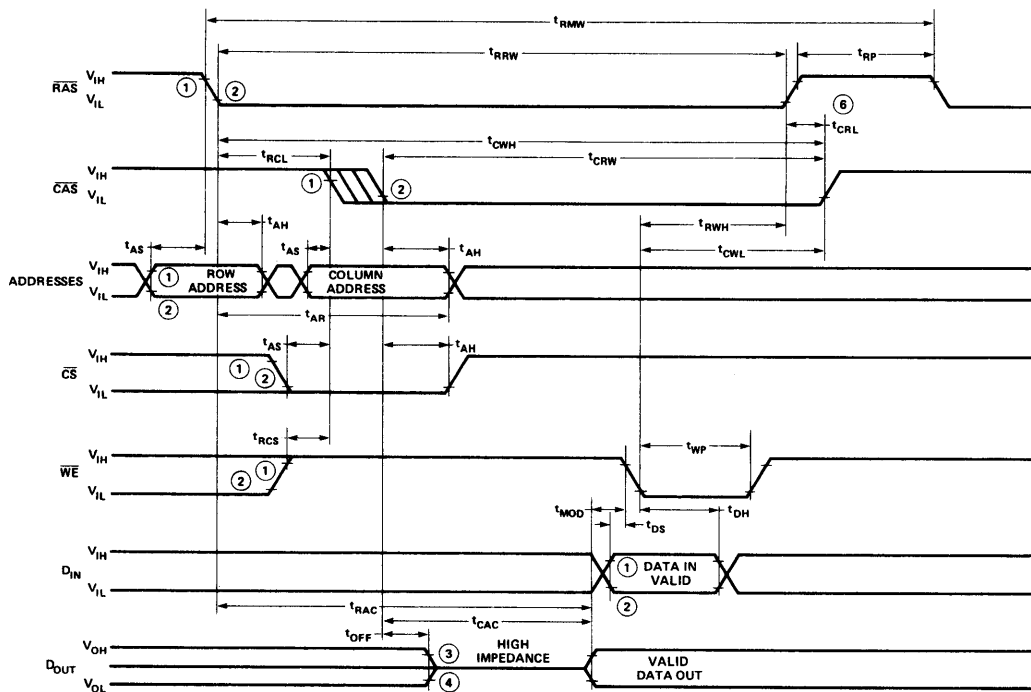 tRMW
tRRW
tRP
RAS
VIH
VIL
①
②
⑥
tCRL
tCWH
tRCL
tCRW
CAS
VIH
VIL
①
②
tRWH
tAH
tCWL
tAS
tAS
tAH
ADDRESSES
VIH
VIL
①
②
ROW
ADDRESS
COLUMN
ADDRESS
tAR
tAS
tAH
CS
VIH
VIL
①
②
tRCS
tWP
WE
VIH
VIL
①
②
tMOD
tDS
tDH
DIN
VIH
VIL
①
②
DATA IN
VALID
tRAC
tCAC
tOFF
DOUT
VOH
VOL
③
④
HIGH
IMPEDANCE
VALID
DATA OUT